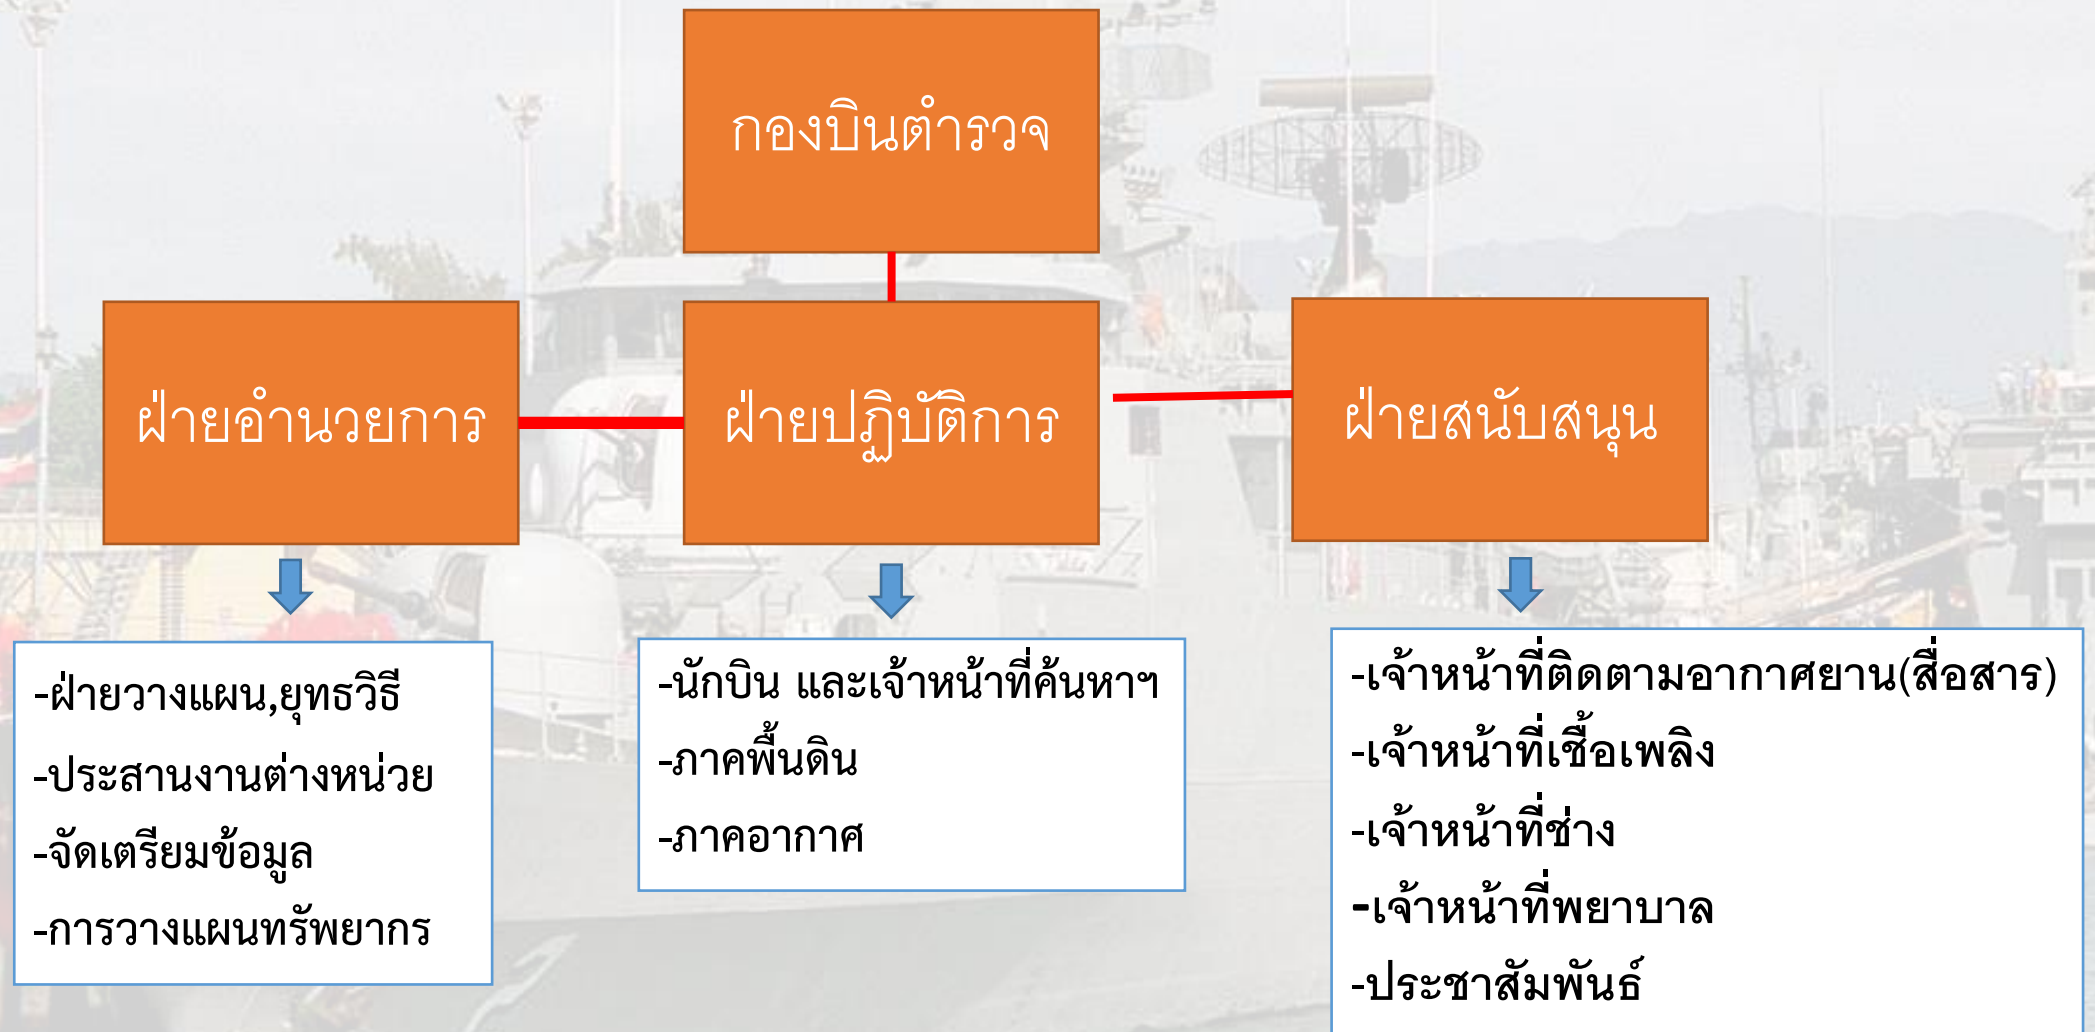 กองบินตำรวจ
ฝ่ายอำนวยการ
ฝ่ายปฏิบัติการ
ฝ่ายสนับสนุน
-ฝ่ายวางแผน,ยุทธวิธี
-ประสานงานต่างหน่วย
-จัดเตรียมข้อมูล
-การวางแผนทรัพยากร
-นักบิน และเจ้าหน้าที่ค้นหาฯ
-ภาคพื้นดิน
-ภาคอากาศ
-เจ้าหน้าที่ติดตามอากาศยาน(สื่อสาร)
-เจ้าหน้าที่เชื้อเพลิง
-เจ้าหน้าที่ช่าง
-เจ้าหน้าที่พยาบาล
-ประชาสัมพันธ์